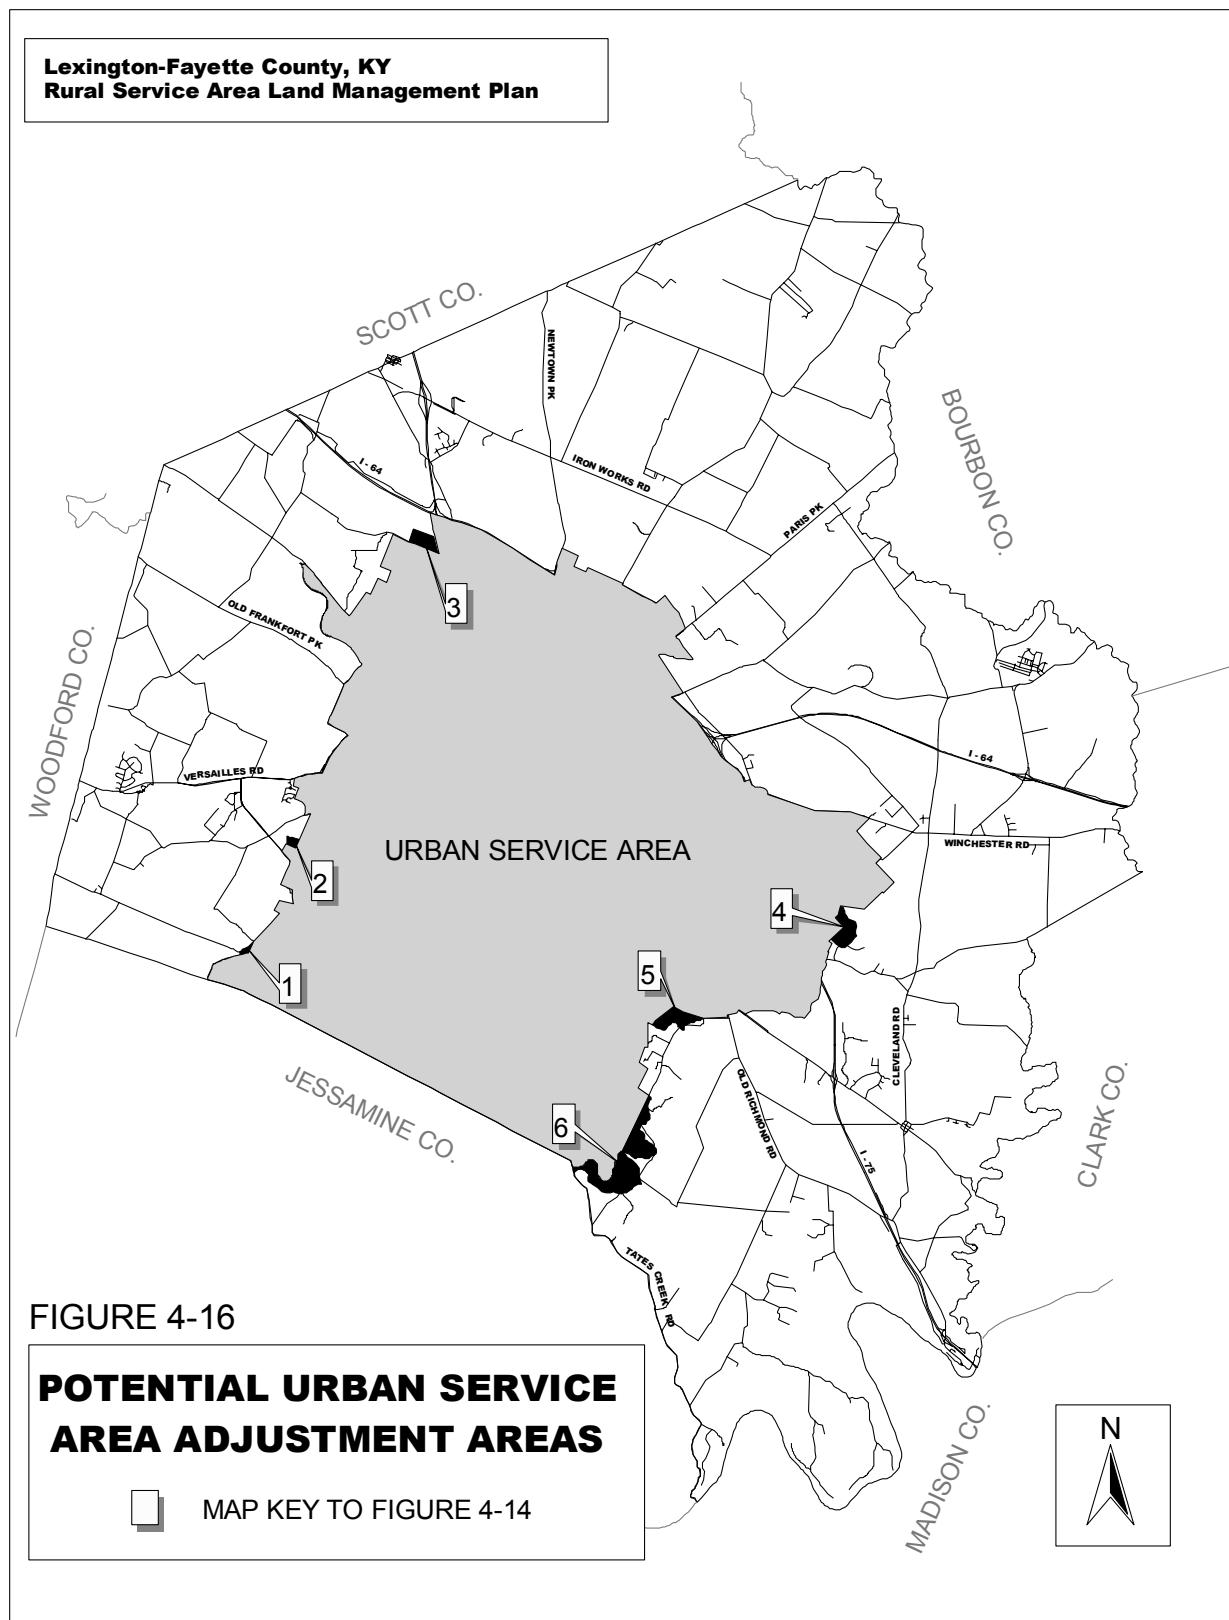 Lexington-Fayette County, KY
Rural Service Area Land Management Plan
SCOTT CO.
NEWTOWN PK
BOURBON CO.
I - 64
IRON WORKS RD
PARIS PK
3
OLD FRANKFORT PK
WOODFORD CO.
I - 64
VERSAILLES RD
URBAN SERVICE AREA
WINCHESTER RD
2
4
5
1
CLEVELAND RD
JESSAMINE CO.
OLD RICHMOND RD
CLARK CO.
6
I - 75
TATES CREEK RD
FIGURE 4-16
POTENTIAL URBAN SERVICE
AREA ADJUSTMENT AREAS
MAP KEY TO FIGURE 4-14
MADISON CO.
N